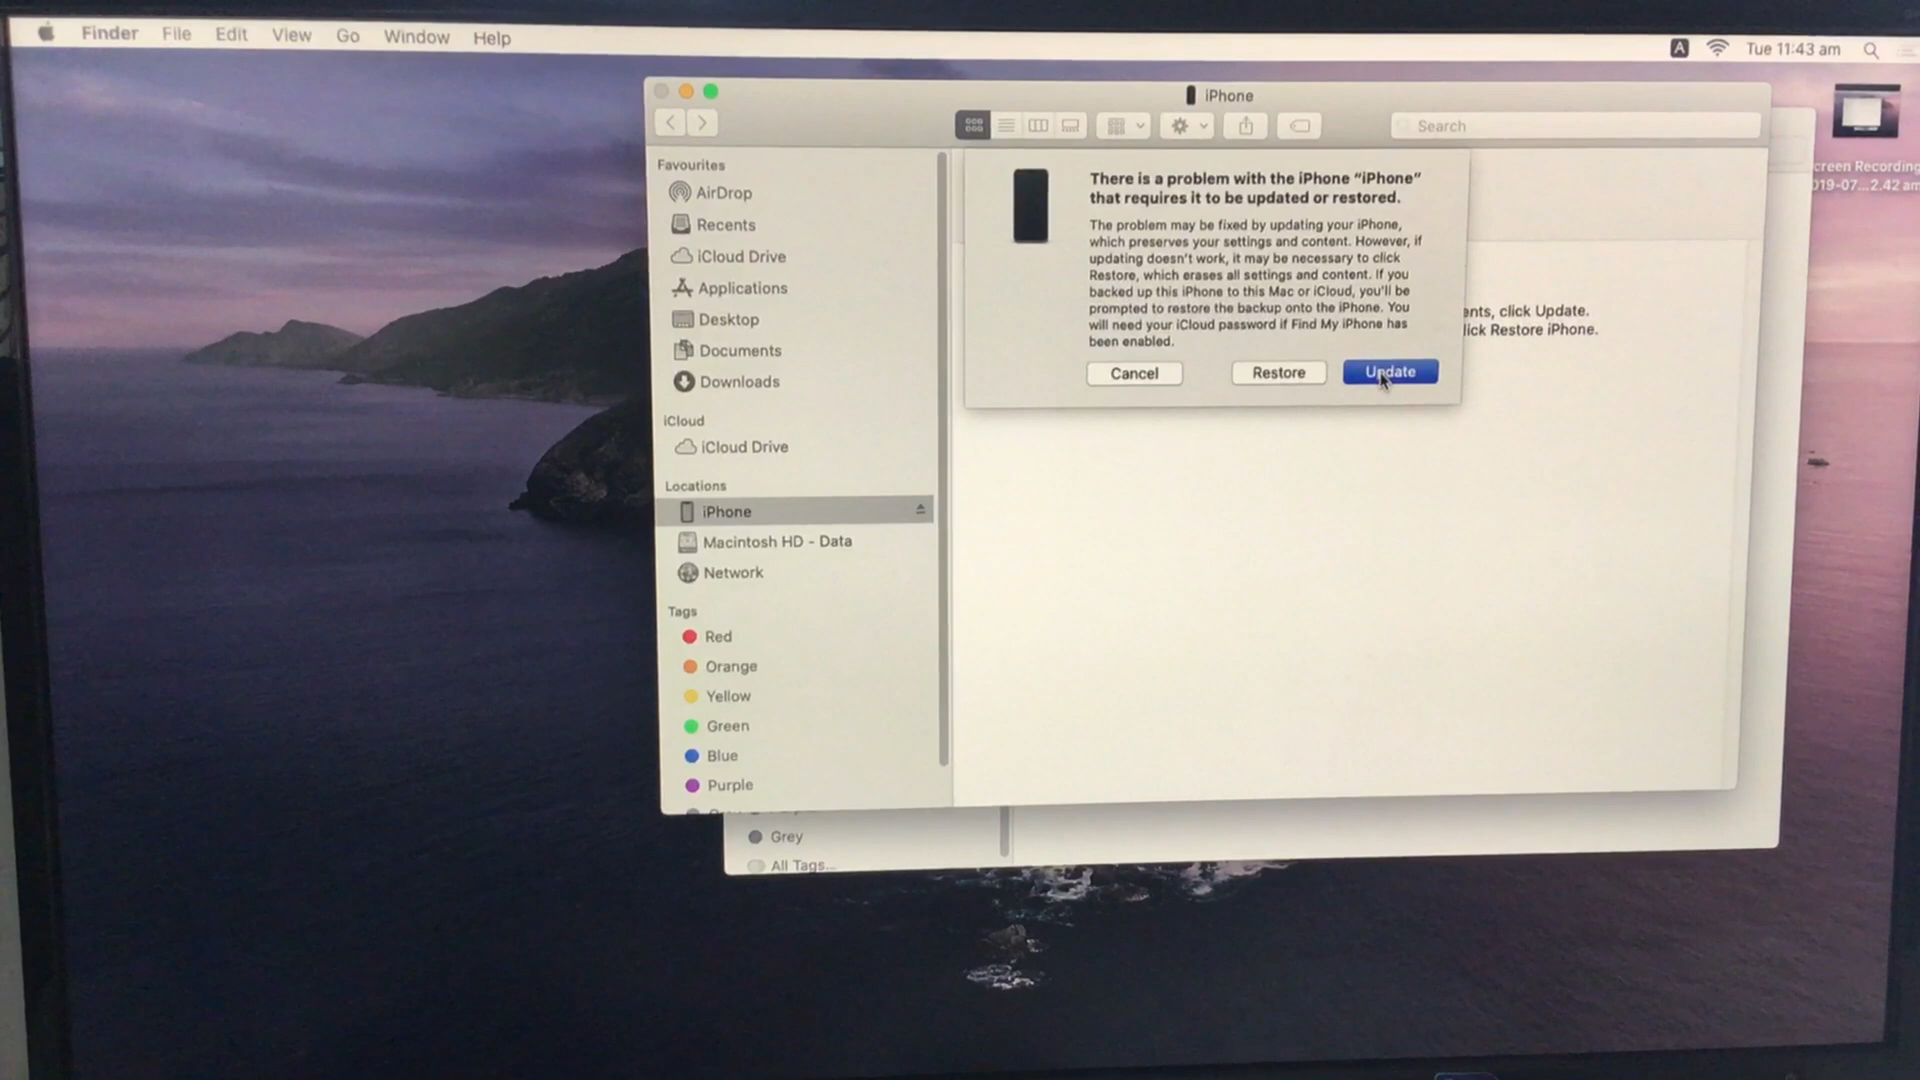 Finder File Edit View Go Window Help
A Tue 11:43 am
iPhone
Search
Favourites
AirDrop
Recents
iCloud Drive
Applications
Desktop
Documents
Downloads
iCloud
iCloud Drive
Locations
iPhone
Macintosh HD - Data
Network
Tags
Red
Orange
Yellow
Green
Blue
Purple
Grey
All Tags...
There is a problem with the iPhone “iPhone”
that requires it to be updated or restored.
The problem may be fixed by updating your iPhone,
which preserves your settings and content. However, if
updating doesn't work, it may be necessary to click
Restore, which erases all settings and content. If you
backed up this iPhone to this Mac or iCloud, you'll be
prompted to restore the backup onto the iPhone. You
will need your iCloud password if Find My iPhone has
been enabled.
Cancel Restore Update
ents, click Update.
lick Restore iPhone.
creen Recording
019-07...2.42 am